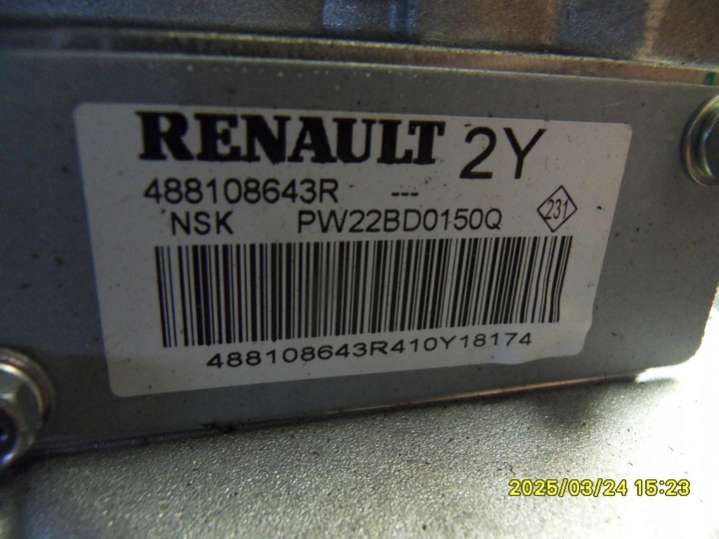 RENAULT 2Y
488108643R ---
NSK PW22BD0150Q 231
488108643R410Y18174
2025/03/24 15:23